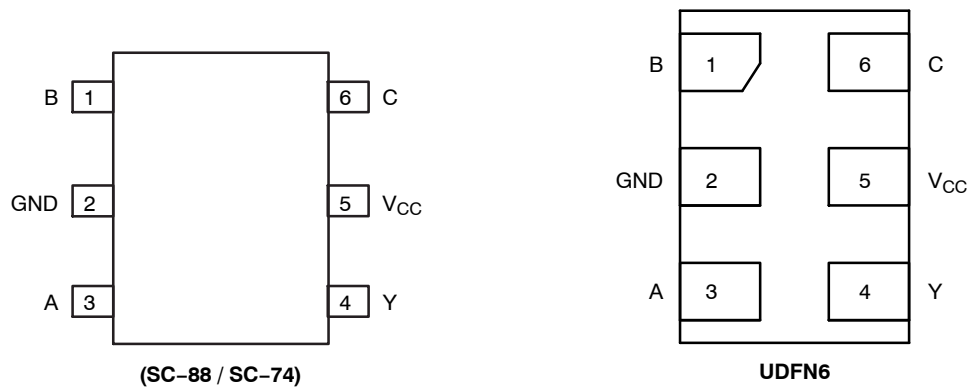 B 1 6 C
GND 2 5 VCC
A 3 4 Y
(SC−88 / SC−74)
B 1 6 C
GND 2 5 VCC
A 3 4 Y
UDFN6